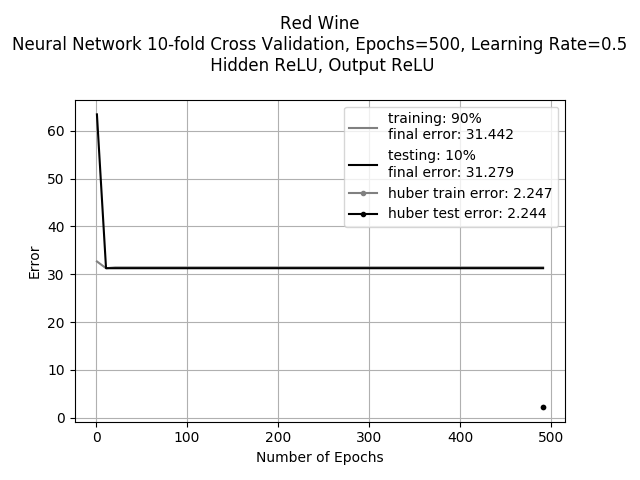 Red Wine
Neural Network 10-fold Cross Validation, Epochs=500, Learning Rate=0.5
Hidden ReLU, Output ReLU
training: 90%
final error: 31.442
testing: 10%
final error: 31.279
huber train error: 2.247
huber test error: 2.244
Error
60
50
40
30
20
10
0
0 100 200 300 400 500
Number of Epochs